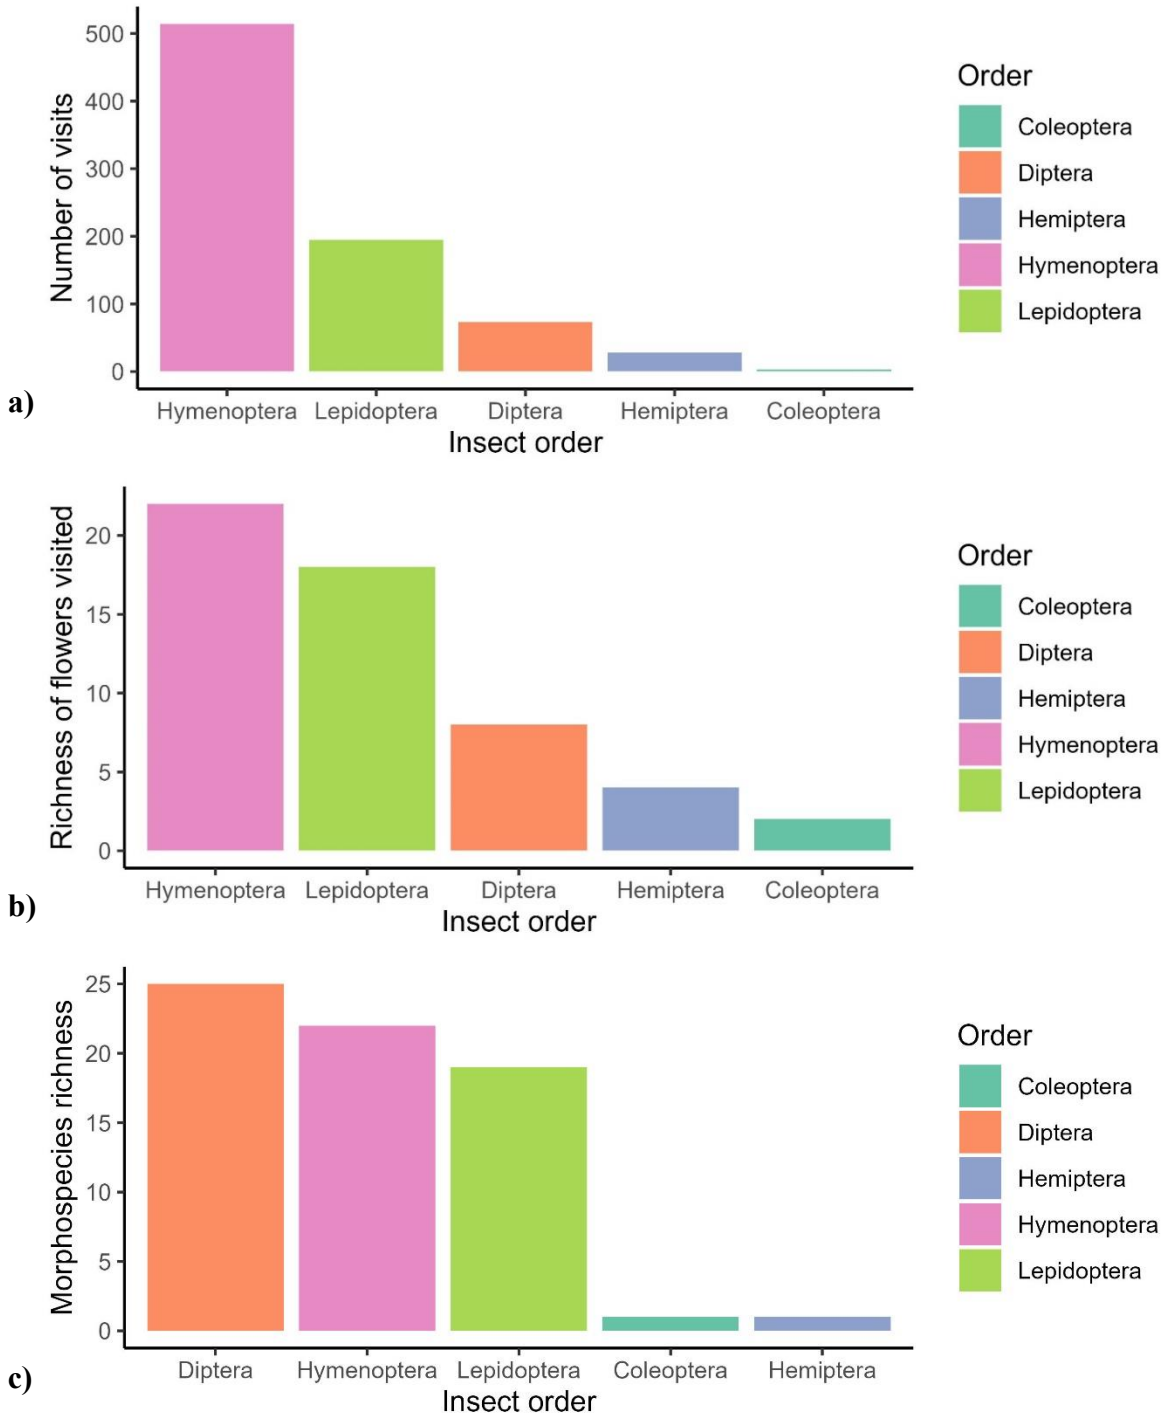 500
400
300
200
100
0
Number of visits
Hymenoptera Lepidoptera Diptera Hemiptera Coleoptera
Insect order
Order
Coleoptera
Diptera
Hemiptera
Hymenoptera
Lepidoptera
a)
20
15
10
5
0
Richness of flowers visited
Hymenoptera Lepidoptera Diptera Hemiptera Coleoptera
Insect order
Order
Coleoptera
Diptera
Hemiptera
Hymenoptera
Lepidoptera
b)
25
20
15
10
5
0
Morphospecies richness
Diptera Hymenoptera Lepidoptera Coleoptera Hemiptera
Insect order
Order
Coleoptera
Diptera
Hemiptera
Hymenoptera
Lepidoptera
c)